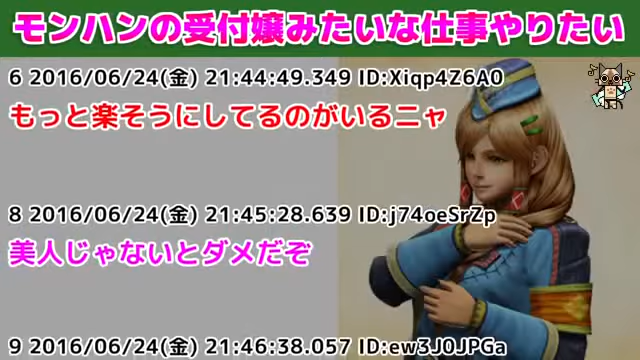 モンハンの受付嬢みたいな仕事やりたい
6 2016/06/24(金) 21:44:49.349 ID:Xiqp4Z6A0
もっと楽そうにしてるのがいるニャ
8 2016/06/24(金) 21:45:28.639 ID:j74oeSrZp
美人じゃないとダメだぞ
9 2016/06/24(金) 21:46:38.057 ID:ew3J0JPGa